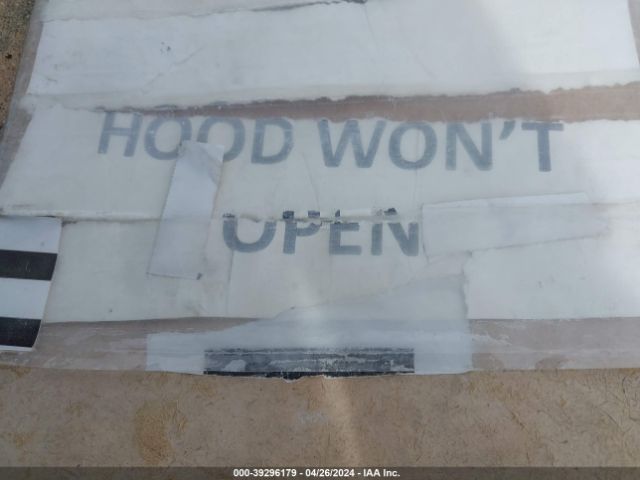 HOOD WON'T
OPEN
000-39296179 - 04/26/2024 - IAA Inc.